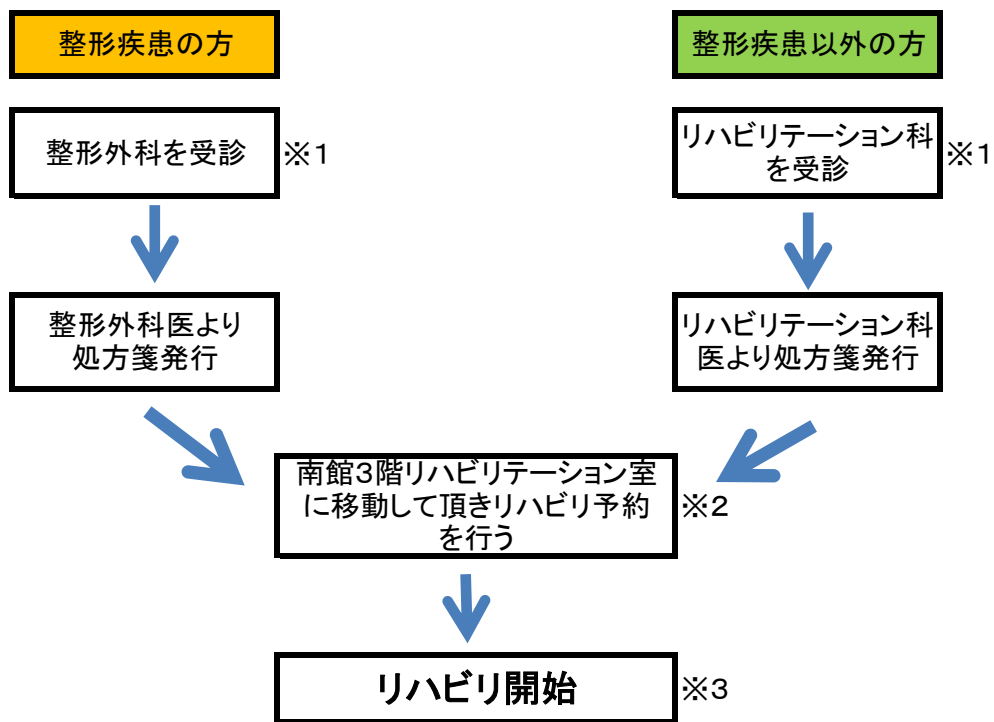 整形疾患の方
整形疾患以外の方
整形外科を受診
※1
リハビリテーション科
を受診
※1
整形外科医より
処方箋発行
リハビリテーション科
医より処方箋発行
南館3階リハビリテーション室
に移動して頂きリハビリ予約
を行う
※2
リハビリ開始
※3